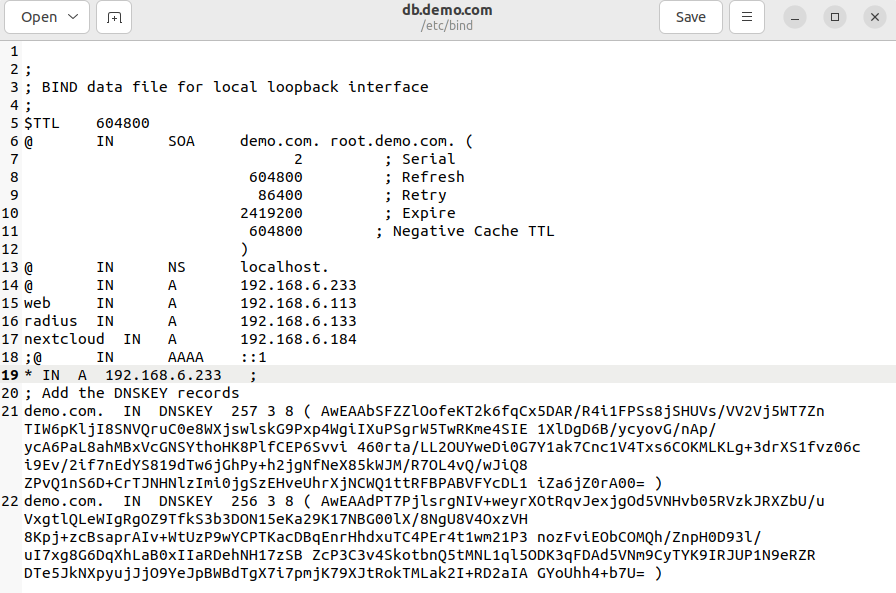 Open
db.demo.com
/etc/bind
Save
1
2 ;
3 ; BIND data file for local loopback interface
4 ;
5 $TTL 604800
6 @ IN SOA demo.com. root.demo.com. (
7 2 ; Serial
8 604800 ; Refresh
9 86400 ; Retry
10 2419200 ; Expire
11 604800 ; Negative Cache TTL
12 )
13 @ IN NS localhost.
14 @ IN A 192.168.6.233
15 web IN A 192.168.6.113
16 radius IN A 192.168.6.133
17 nextcloud IN A 192.168.6.184
18 ;@ IN AAAA ::1
19 * IN A 192.168.6.233 ;
20 ; Add the DNSKEY records
21 demo.com. IN DNSKEY 257 3 8 ( AwEAAbSFZZlOofeKT2k6fqCx5DAR/R4i1FPSs8jSHUVs/VV2Vj5WT7Zn
TIW6pKljI8SNVQruC0e8WXjswlskG9Pxp4WgiIXuPSgrW5TwRKme4SIE 1XlDgD6B/ycyovG/nAp/
ycA6PaL8ahMBxVcGNSYthoHK8PlfCEP6Svvi 460rta/LL2OUYweDi0G7Y1ak7Cnc1V4Txs6COKMLKLg+3drXS1fvz06c
i9Ev/2if7nEdYS819dTw6jGhPy+h2jgNfNeX85kWJM/R7OL4vQ/wJiQ8
ZPvQ1nS6D+CrTJNHNlzImi0jgSzEHveUhrXjNCWQ1ttRFBPABVFYcDL1 iZa6jZ0rA00= )
22 demo.com. IN DNSKEY 256 3 8 ( AwEAAdPT7PjlsrgNIV+weyrXOtRqvJexjgOd5VNHvb05RVzkJRXZbU/u
VxgtlQLeWIgRgOZ9TfkS3b3DON15eKa29K17NBG00lX/8NgU8V4OxzVH
8Kpj+zcBsaprAIv+WtUzP9wYCPTKacDBqEnrHhdxuTC4PEr4t1wm21P3 nozFviEObCOMQh/ZnpH0D93l/
uI7xg8G6DqXhLaB0xIIaRDehNH17zSB ZcP3C3v4SkotbnQ5tMNL1ql5ODK3qFDAd5VNm9CyTYK9IRJUP1N9eRZR
DTe5JkNXpyujJjO9YeJpBWBdTgX7i7pmjK79XJtRokTMLak2I+RD2aIA GYoUhh4+b7U= )